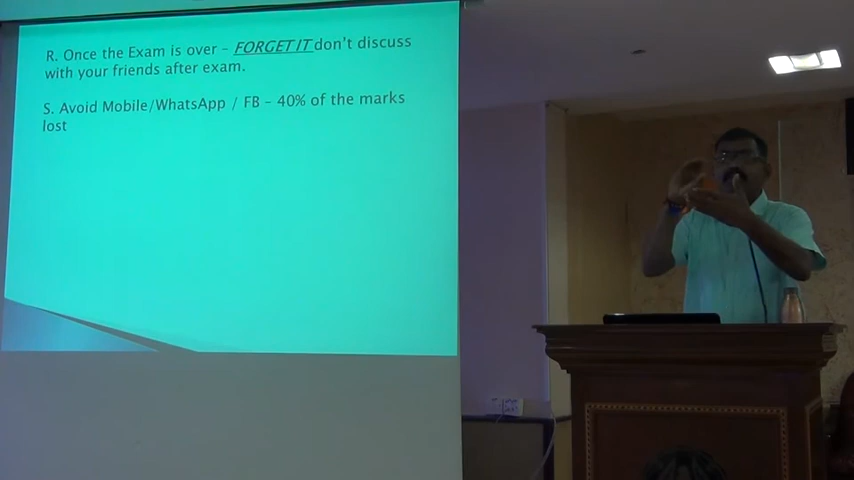 R. Once the Exam is over – FORGET IT don't discuss
with your friends after exam.
S. Avoid Mobile/WhatsApp / FB – 40% of the marks
lost